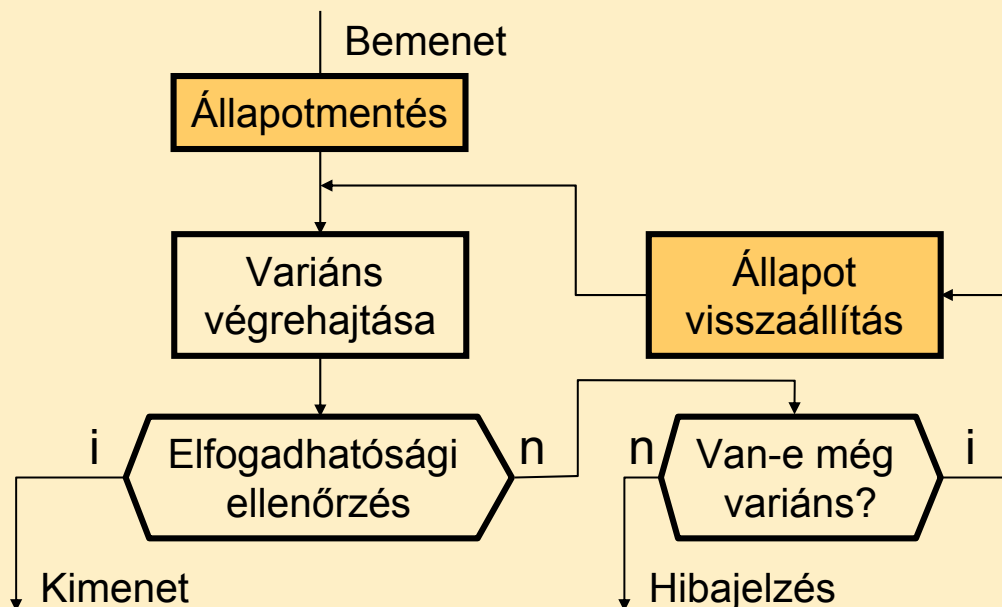 Bemenet
Állapotmentés
Variáns
végrehajtása
Állapot
visszaállítás
i
Elfogadhatósági
ellenőrzés
n
n
Van-e még
variáns?
i
Kimenet
Hibajelzés